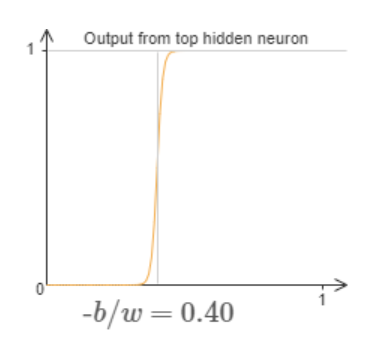 Output from top hidden neuron
1
0
1
-b/w = 0.40